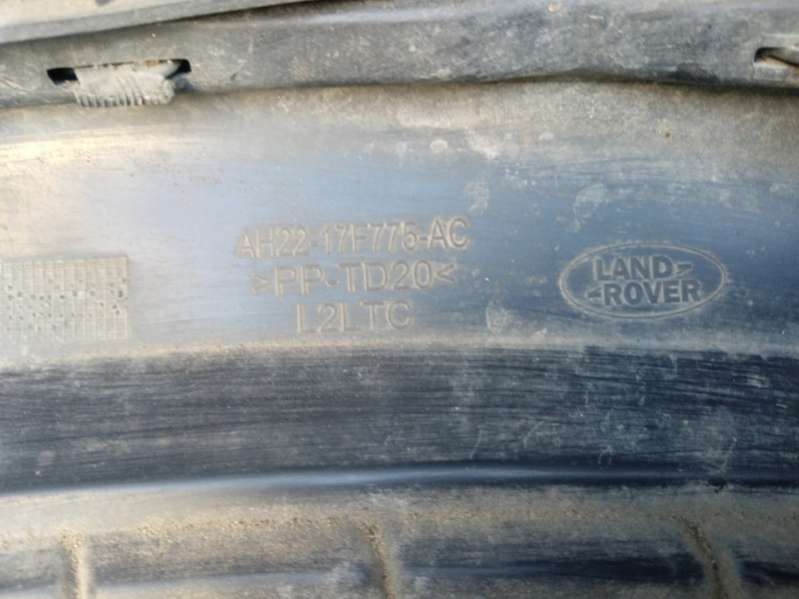 AH22-17F775-AC
>PP-TD20<
L2LTC
LAND
ROVER